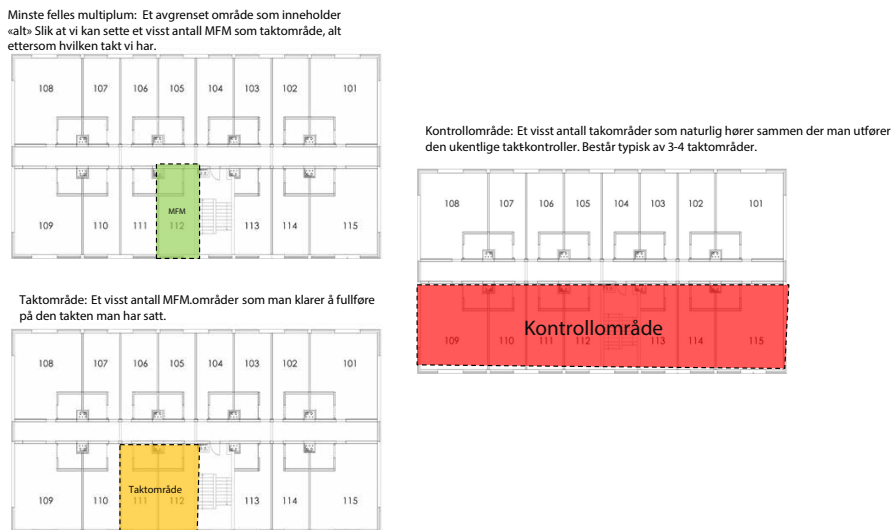 Minste felles multiplum: Et avgrenset område som inneholder
«alt» Slik at vi kan sette et visst antall MFM som taktområde, alt
ettersom hvilken takt vi har.
108 107 106 105 104 103 102 101
MFM
109 110 111 112 113 114 115
Taktområde: Et visst antall MFM.områder som man klarer å fullføre
på den takten man har satt.
108 107 106 105 104 103 102 101
Taktområde
109 110 111 112 113 114 115
Kontrollområde: Et visst antall takområder som naturlig hører sammen der man utfører
den ukentlige takt-kontroller. Består typisk av 3-4 taktområder.
108 107 106 105 104 103 102 101
Kontrollområde
109 110 111 112 113 114 115